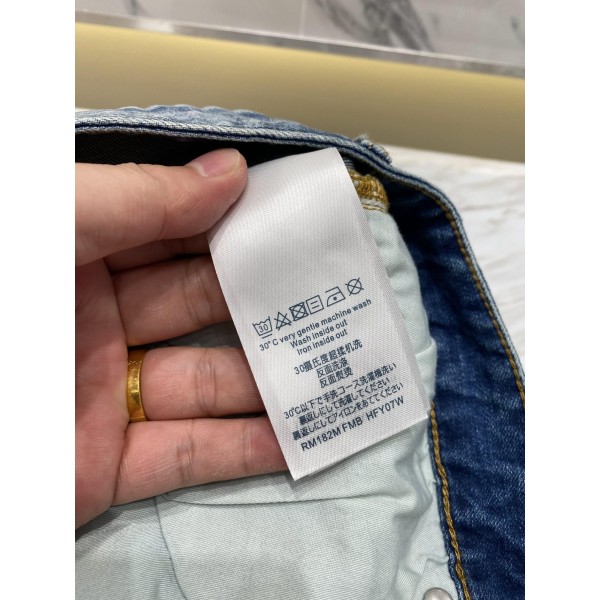 30
30°C very gentle machine wash
Wash inside out
Iron inside out
30摄氏度超柔机洗
反面洗涤
反面熨烫
30℃以下で手洗コース洗濯機洗い
裏返しにして洗濯してください
裏返しにしてアイロンをあててください
RM182M FMB HFY07W